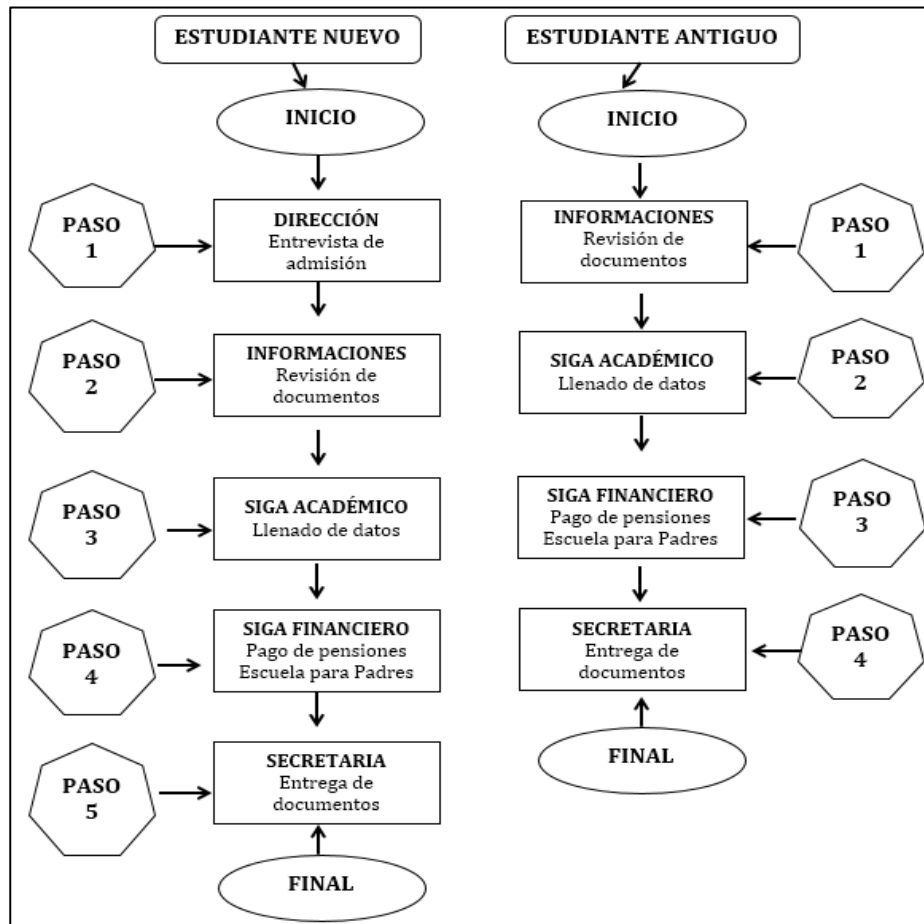 ESTUDIANTE NUEVO
INICIO
PASO
1
DIRECCIÓN
Entrevista de
admisión
PASO
2
INFORMACIONES
Revisión de
documentos
PASO
3
SIGA ACADÉMICO
Llenado de datos
PASO
4
SIGA FINANCIERO
Pago de pensiones
Escuela para Padres
PASO
5
SECRETARIA
Entrega de
documentos
FINAL
ESTUDIANTE ANTIGUO
INICIO
INFORMACIONES
Revisión de
documentos
PASO
1
SIGA ACADÉMICO
Llenado de datos
PASO
2
SIGA FINANCIERO
Pago de pensiones
Escuela para Padres
PASO
3
SECRETARIA
Entrega de
documentos
PASO
4
FINAL